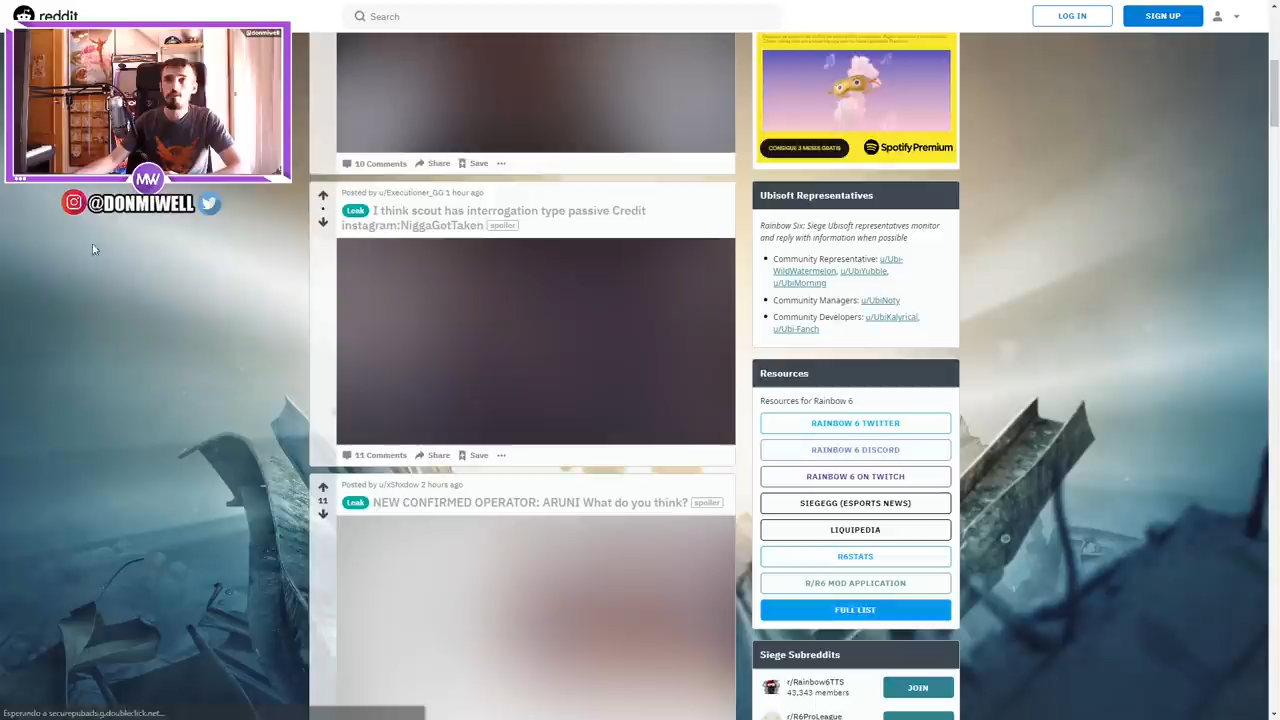 reddit
Search
LOG IN
SIGN UP
@donmiwell
MW
@DONMIWELL
10 Comments Share Save
Posted by u/Executioner_GG 1 hour ago
Leak I think scout has interrogation type passive Credit
instagram:NiggaGotTaken spoiler
11 Comments Share Save
Posted by u/xShxdow 2 hours ago
11
Leak NEW CONFIRMED OPERATOR: ARUNI What do you think? spoiler
CONSIGUE 3 MESES GRATIS
Spotify Premium
Ubisoft Representatives
Rainbow Six: Siege Ubisoft representatives monitor
and reply with information when possible
Community Representative: u/Ubi-
WildWatermelon, u/UbiYubble,
u/UbiMorning
Community Managers: u/UbiNoty
Community Developers: u/UbiKalyrical,
u/Ubi-Fanch
Resources
Resources for Rainbow 6
RAINBOW 6 TWITTER
RAINBOW 6 DISCORD
RAINBOW 6 ON TWITCH
SIEGEGG (ESPORTS NEWS)
LIQUIPEDIA
R6STATS
R/R6 MOD APPLICATION
FULL LIST
Siege Subreddits
r/Rainbow6TTS
43,343 members
JOIN
r/R6ProLeague
Esperando a securepubads.g.doubleclick.net...